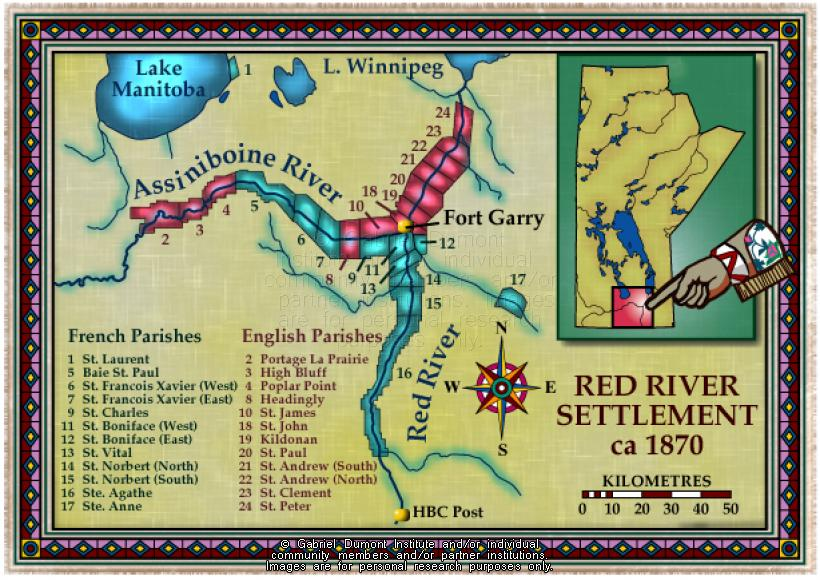 Lake
Manitoba
1
L. Winnipeg
24
23
22
21
20
19
18
10
Assiniboine River
Fort Garry
2
3
4
5
6
7
8
9
11
13
12
14
15
17
16
Red River
N
W
E
S
HBC Post
French Parishes
1 St. Laurent
5 Baie St. Paul
6 St. Francois Xavier (West)
7 St. Francois Xavier (East)
9 St. Charles
11 St. Boniface (West)
12 St. Boniface (East)
13 St. Vital
14 St. Norbert (North)
15 St. Norbert (South)
16 Ste. Agathe
17 Ste. Anne
English Parishes
2 Portage La Prairie
3 High Bluff
4 Poplar Point
8 Headingly
10 St. James
18 St. John
19 Kildonan
20 St. Paul
21 St. Andrew (South)
22 St. Andrew (North)
23 St. Clement
24 St. Peter
RED RIVER
SETTLEMENT
ca 1870
KILOMETRES
0 10 20 30 40 50
© Gabriel Dumont Institute and/or individual
community members and/or partner institutions.
Images are for personal research purposes only.